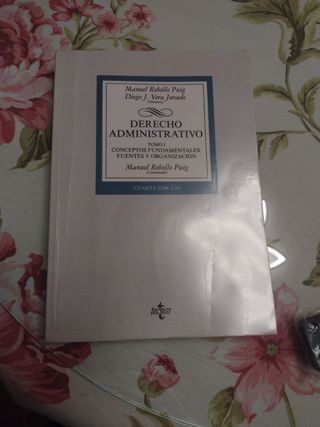 Manuel Rebollo Puig
Diego J. Vera Jurado
(Directores)
DERECHO
ADMINISTRATIVO
TOMO I
CONCEPTOS FUNDAMENTALES,
FUENTES Y ORGANIZACIÓN
Manuel Rebollo Puig
(Coordinador)
CUARTA EDICIÓN
tecnos